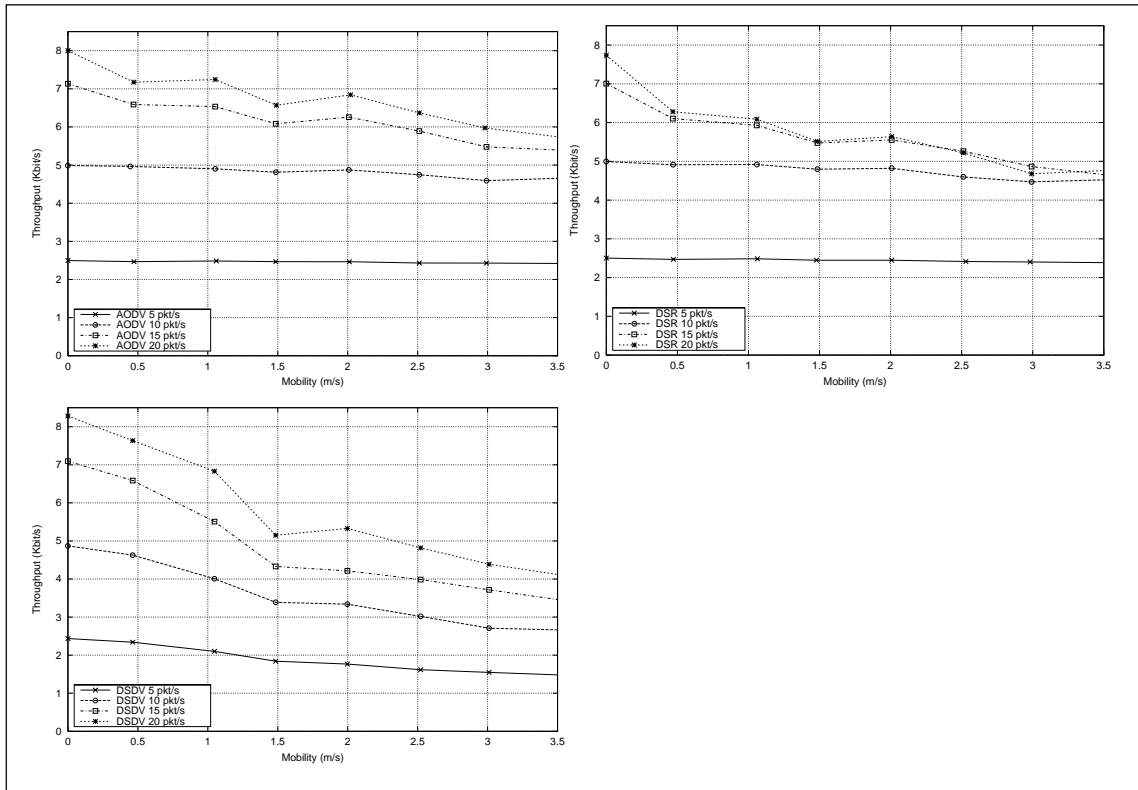 Throughput (Kbit/s)
8
7
6
5
4
3
2
1
0
AODV 5 pkt/s
AODV 10 pkt/s
AODV 15 pkt/s
AODV 20 pkt/s
0 0.5 1 1.5 2 2.5 3 3.5
Mobility (m/s)
Throughput (Kbit/s)
8
7
6
5
4
3
2
1
0
DSR 5 pkt/s
DSR 10 pkt/s
DSR 15 pkt/s
DSR 20 pkt/s
0 0.5 1 1.5 2 2.5 3 3.5
Mobility (m/s)
Throughput (Kbit/s)
8
7
6
5
4
3
2
1
0
DSDV 5 pkt/s
DSDV 10 pkt/s
DSDV 15 pkt/s
DSDV 20 pkt/s
0 0.5 1 1.5 2 2.5 3 3.5
Mobility (m/s)